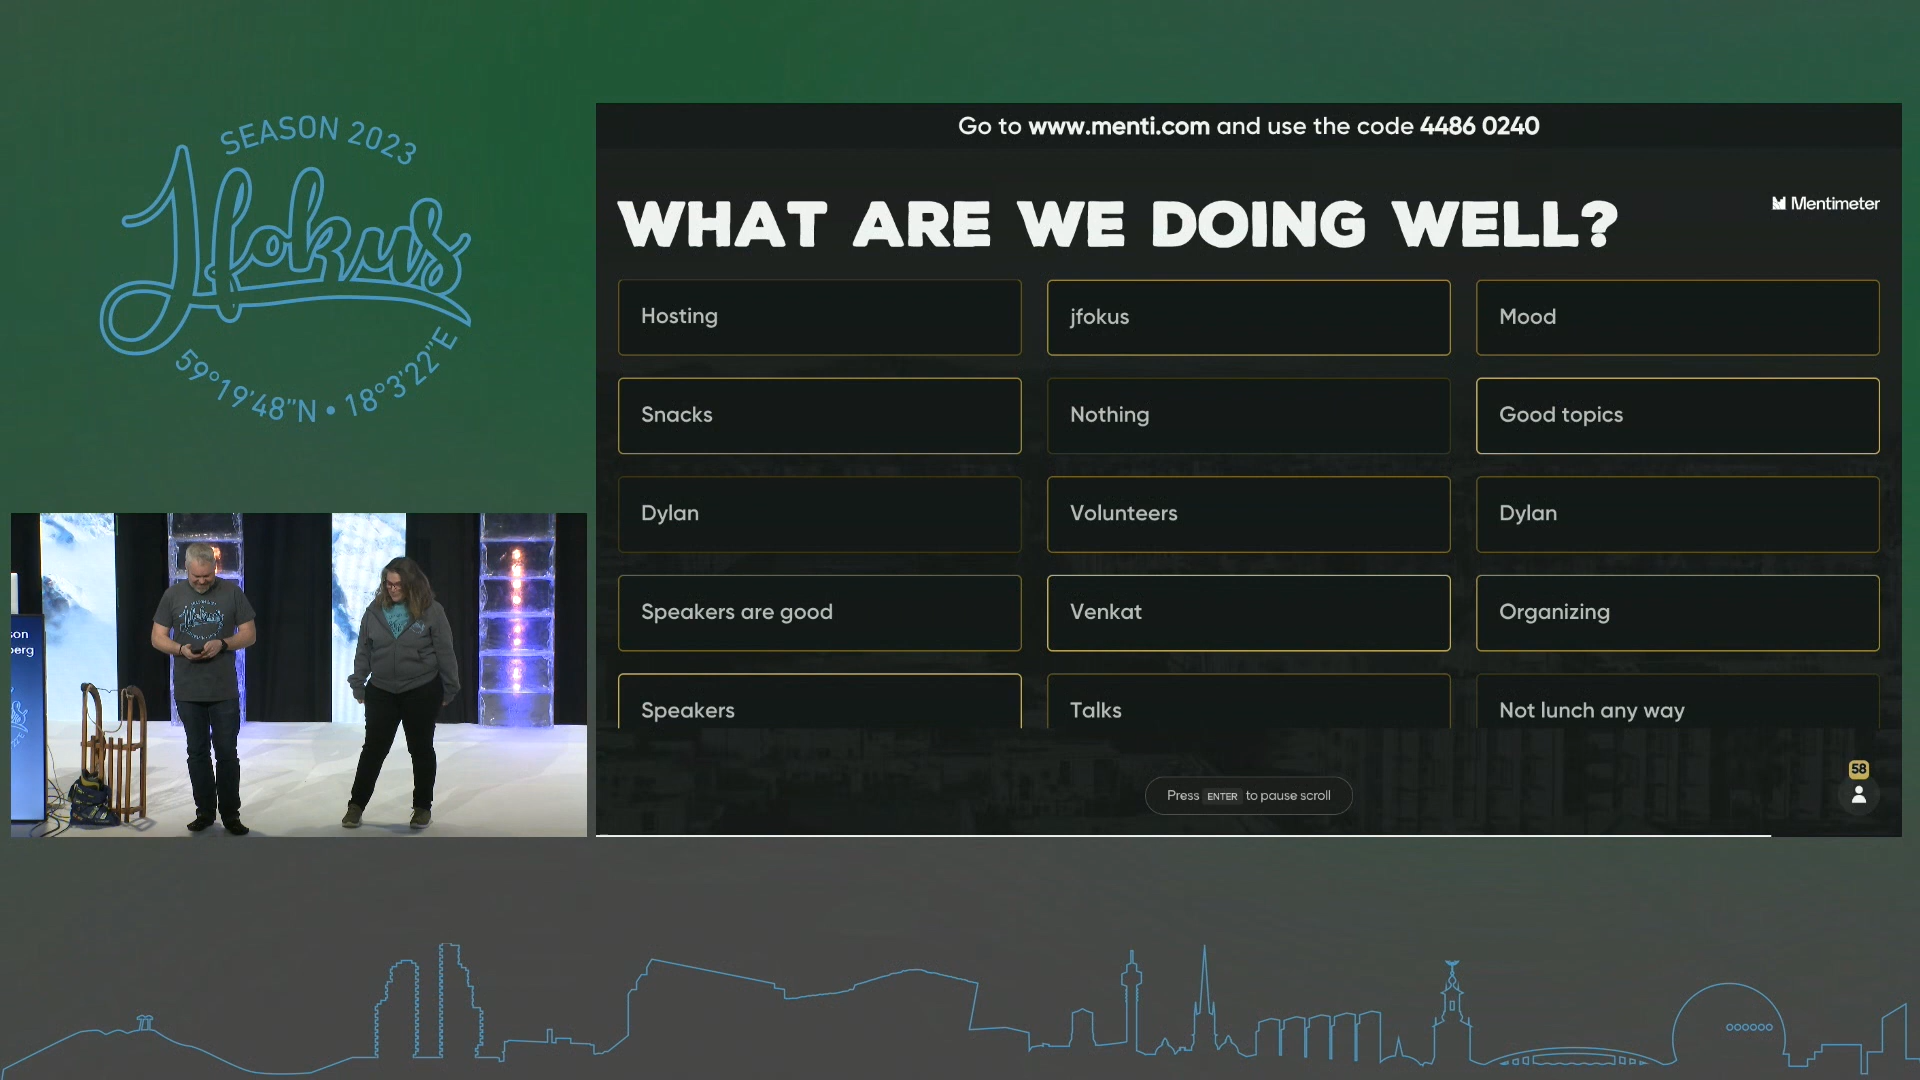 SEASON 2023
Jfokus
59°19'48"N • 18°3'22"E
son
berg
Go to www.menti.com and use the code 4486 0240
WHAT ARE WE DOING WELL?
Mentimeter
Hosting
jfokus
Mood
Snacks
Nothing
Good topics
Dylan
Volunteers
Dylan
Speakers are good
Venkat
Organizing
Speakers
Talks
Not lunch any way
Press ENTER to pause scroll
58